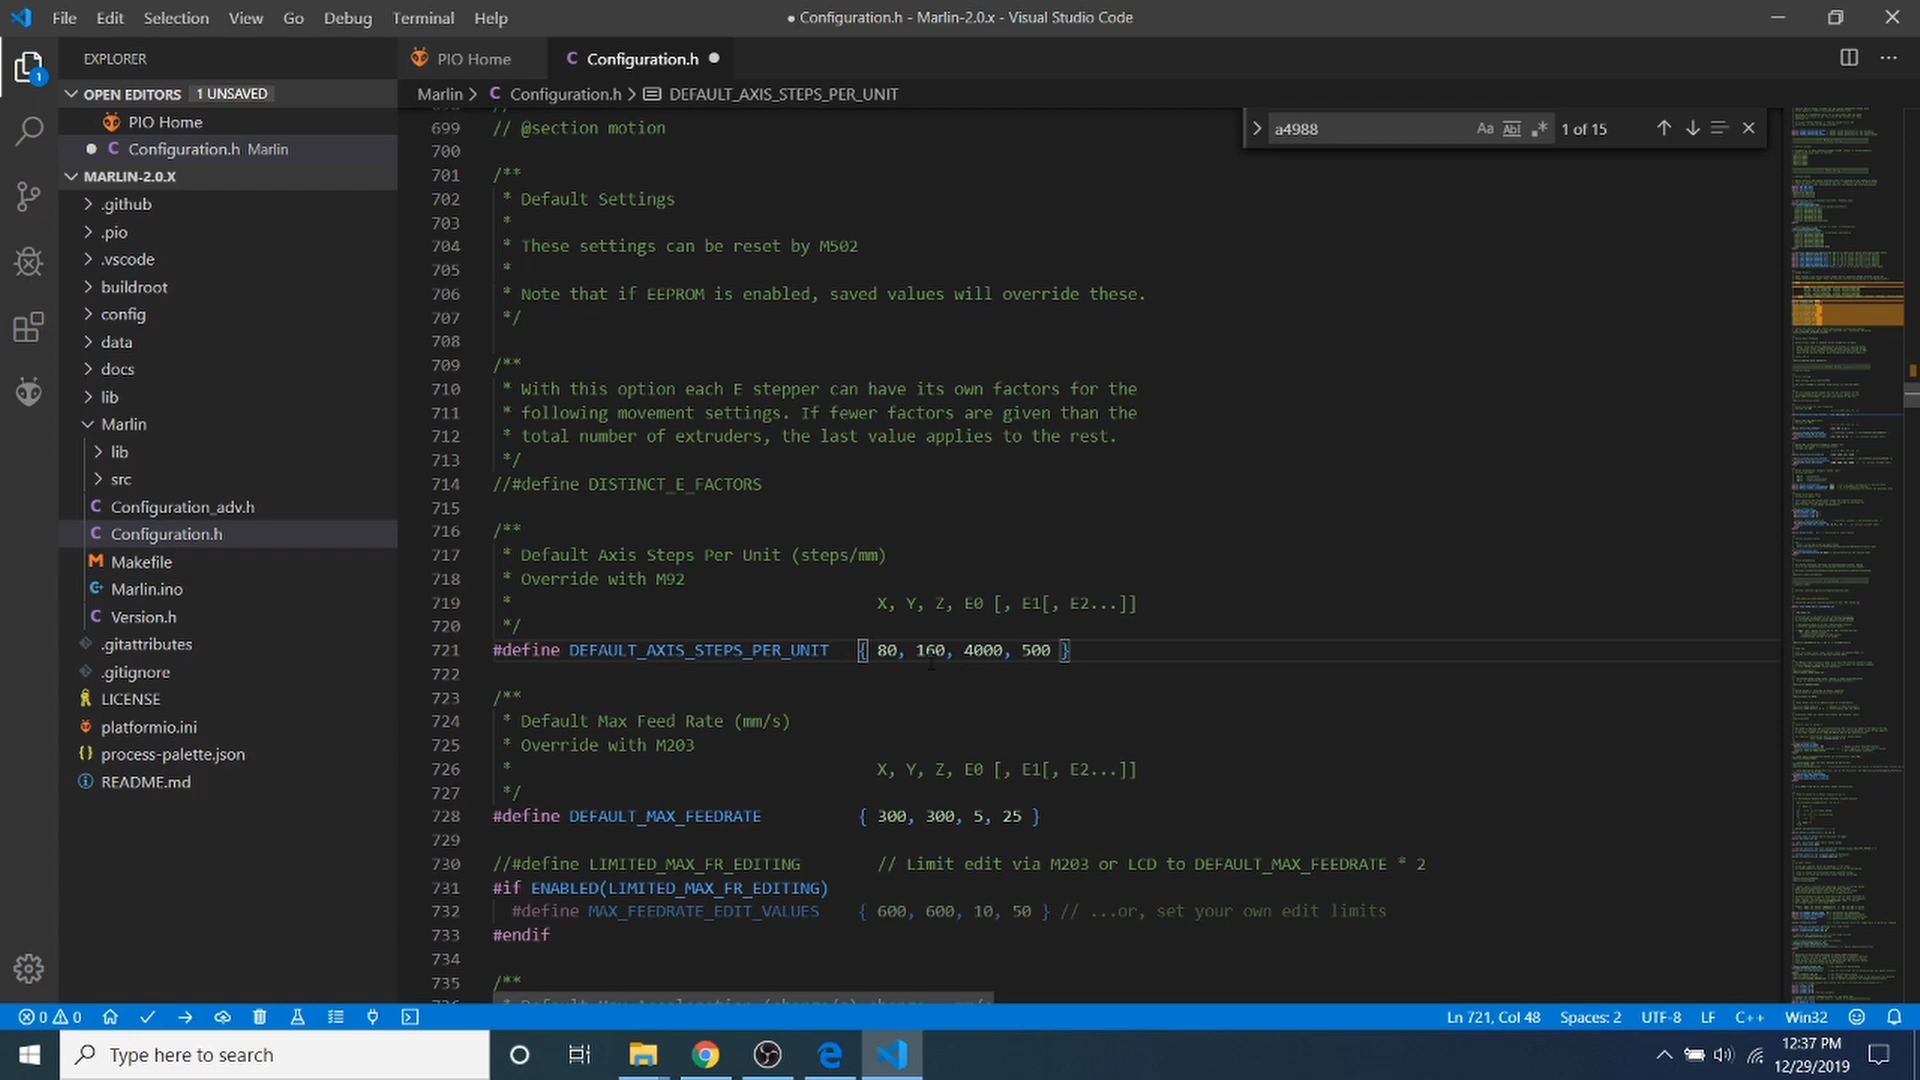 File Edit Selection View Go Debug Terminal Help
● Configuration.h - Marlin-2.0.x - Visual Studio Code
EXPLORER
OPEN EDITORS 1 UNSAVED
PIO Home
Configuration.h Marlin
MARLIN-2.0.X
.github
.pio
.vscode
buildroot
config
data
docs
lib
Marlin
lib
src
Configuration_adv.h
Configuration.h
Makefile
Marlin.ino
Version.h
.gitattributes
.gitignore
LICENSE
platformio.ini
process-palette.json
README.md
PIO Home Configuration.h
Marlin > C Configuration.h > DEFAULT_AXIS_STEPS_PER_UNIT
a4988 Aa Abl .* 1 of 15
699 // @section motion
700
701 /**
702 * Default Settings
703 *
704 * These settings can be reset by M502
705 *
706 * Note that if EEPROM is enabled, saved values will override these.
707 */
708
709 /**
710 * With this option each E stepper can have its own factors for the
711 * following movement settings. If fewer factors are given than the
712 * total number of extruders, the last value applies to the rest.
713 */
714 //#define DISTINCT_E_FACTORS
715
716 /**
717 * Default Axis Steps Per Unit (steps/mm)
718 * Override with M92
719 * X, Y, Z, E0 [, E1[, E2...]]
720 */
721 #define DEFAULT_AXIS_STEPS_PER_UNIT { 80, 160, 4000, 500 }
722
723 /**
724 * Default Max Feed Rate (mm/s)
725 * Override with M203
726 * X, Y, Z, E0 [, E1[, E2...]]
727 */
728 #define DEFAULT_MAX_FEEDRATE { 300, 300, 5, 25 }
729
730 //#define LIMITED_MAX_FR_EDITING // Limit edit via M203 or LCD to DEFAULT_MAX_FEEDRATE * 2
731 #if ENABLED(LIMITED_MAX_FR_EDITING)
732 #define MAX_FEEDRATE_EDIT_VALUES { 600, 600, 10, 50 } // ...or, set your own edit limits
733 #endif
734
735 /**
0 0 Ln 721, Col 48 Spaces: 2 UTF-8 LF C++ Win32
Type here to search
12:37 PM
12/29/2019